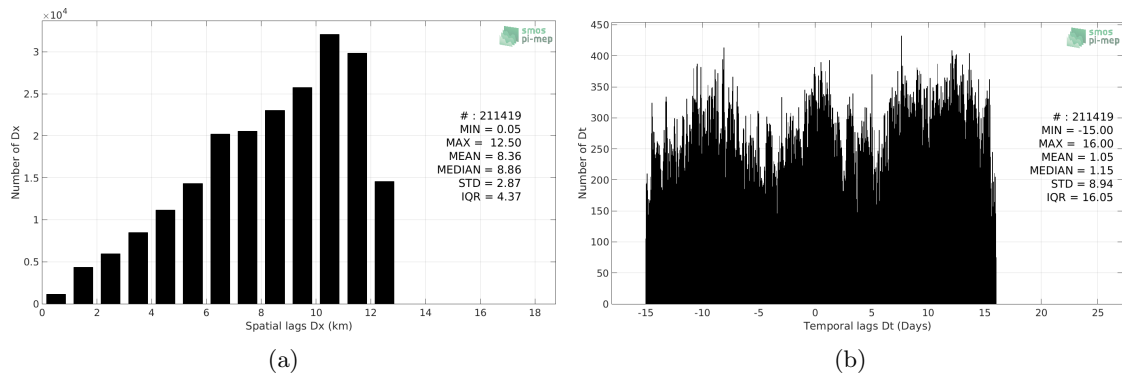 ×10⁴
3
2.5
2
1.5
1
0.5
0
Number of Dx
0 2 4 6 8 10 12 14 16 18
Spatial lags Dx (km)
smos
pi-mep
# : 211419
MIN = 0.05
MAX = 12.50
MEAN = 8.36
MEDIAN = 8.86
STD = 2.87
IQR = 4.37
(a)
450
400
350
300
250
200
150
100
50
0
Number of Dt
-15 -10 -5 0 5 10 15 20 25
Temporal lags Dt (Days)
smos
pi-mep
# : 211419
MIN = -15.00
MAX = 16.00
MEAN = 1.05
MEDIAN = 1.15
STD = 8.94
IQR = 16.05
(b)